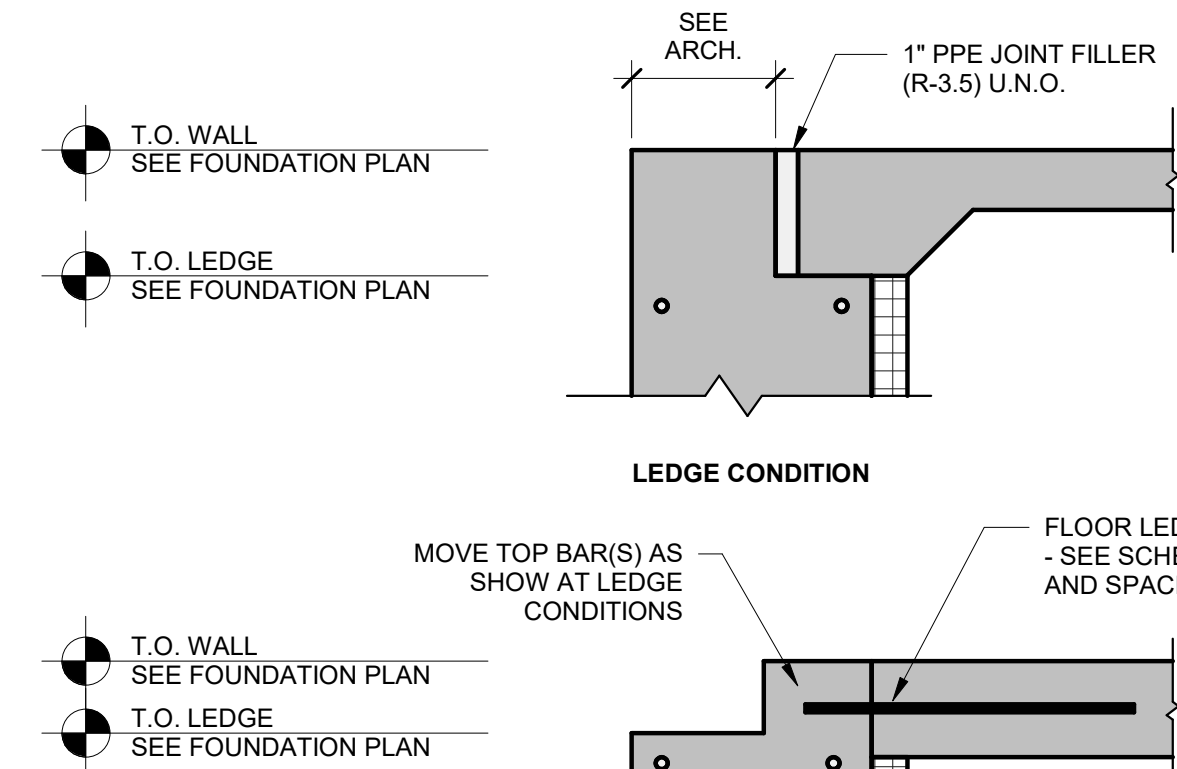 SEE
ARCH.
1" PPE JOINT FILLER
(R-3.5) U.N.O.
T.O. WALL
SEE FOUNDATION PLAN
T.O. LEDGE
SEE FOUNDATION PLAN
LEDGE CONDITION
MOVE TOP BAR(S) AS
SHOW AT LEDGE
CONDITIONS
FLOOR
- SEE
AND
T.O. WALL
SEE FOUNDATION PLAN
T.O. LEDGE
SEE FOUNDATION PLAN